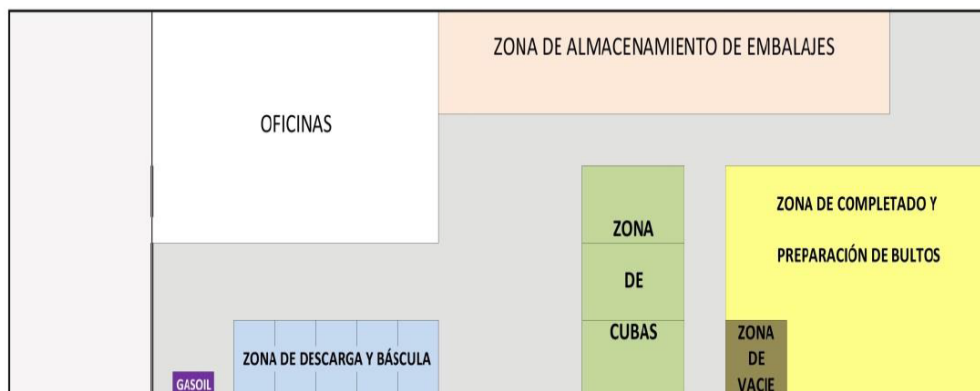 ZONA DE ALMACENAMIENTO DE EMBALAJES
OFICINAS
ZONA
DE
CUBAS
ZONA DE COMPLETADO Y
PREPARACIÓN DE BULTOS
ZONA DE DESCARGA Y BÁSCULA
GASOIL
ZONA
DE
VACIE